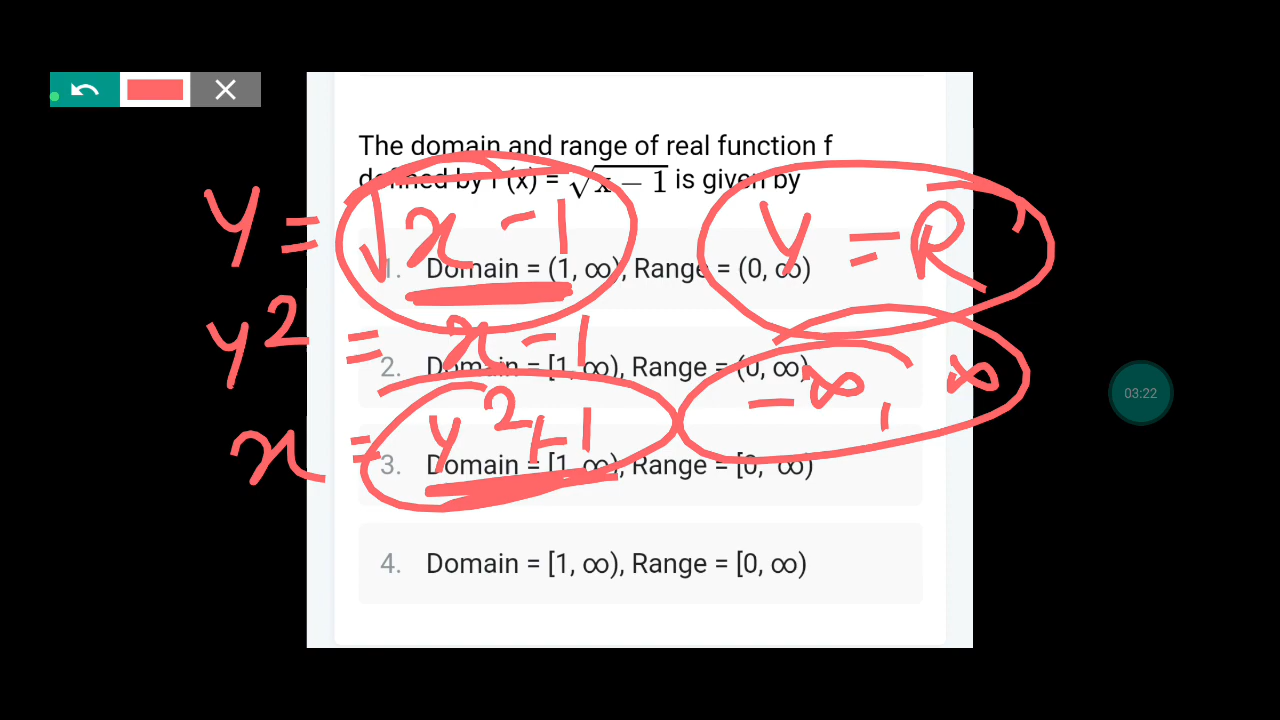 The domain and range of real function f
defined by f (x) = √x − 1 is given by
y = √x − 1
y = R
1. Domain = (1, ∞), Range = (0, ∞)
y² = x − 1
2. Domain = [1, ∞), Range = (0, ∞)
−∞, ∞
x = y² + 1
3. Domain = [1, ∞), Range = [0, ∞)
4. Domain = [1, ∞), Range = [0, ∞)
03:22